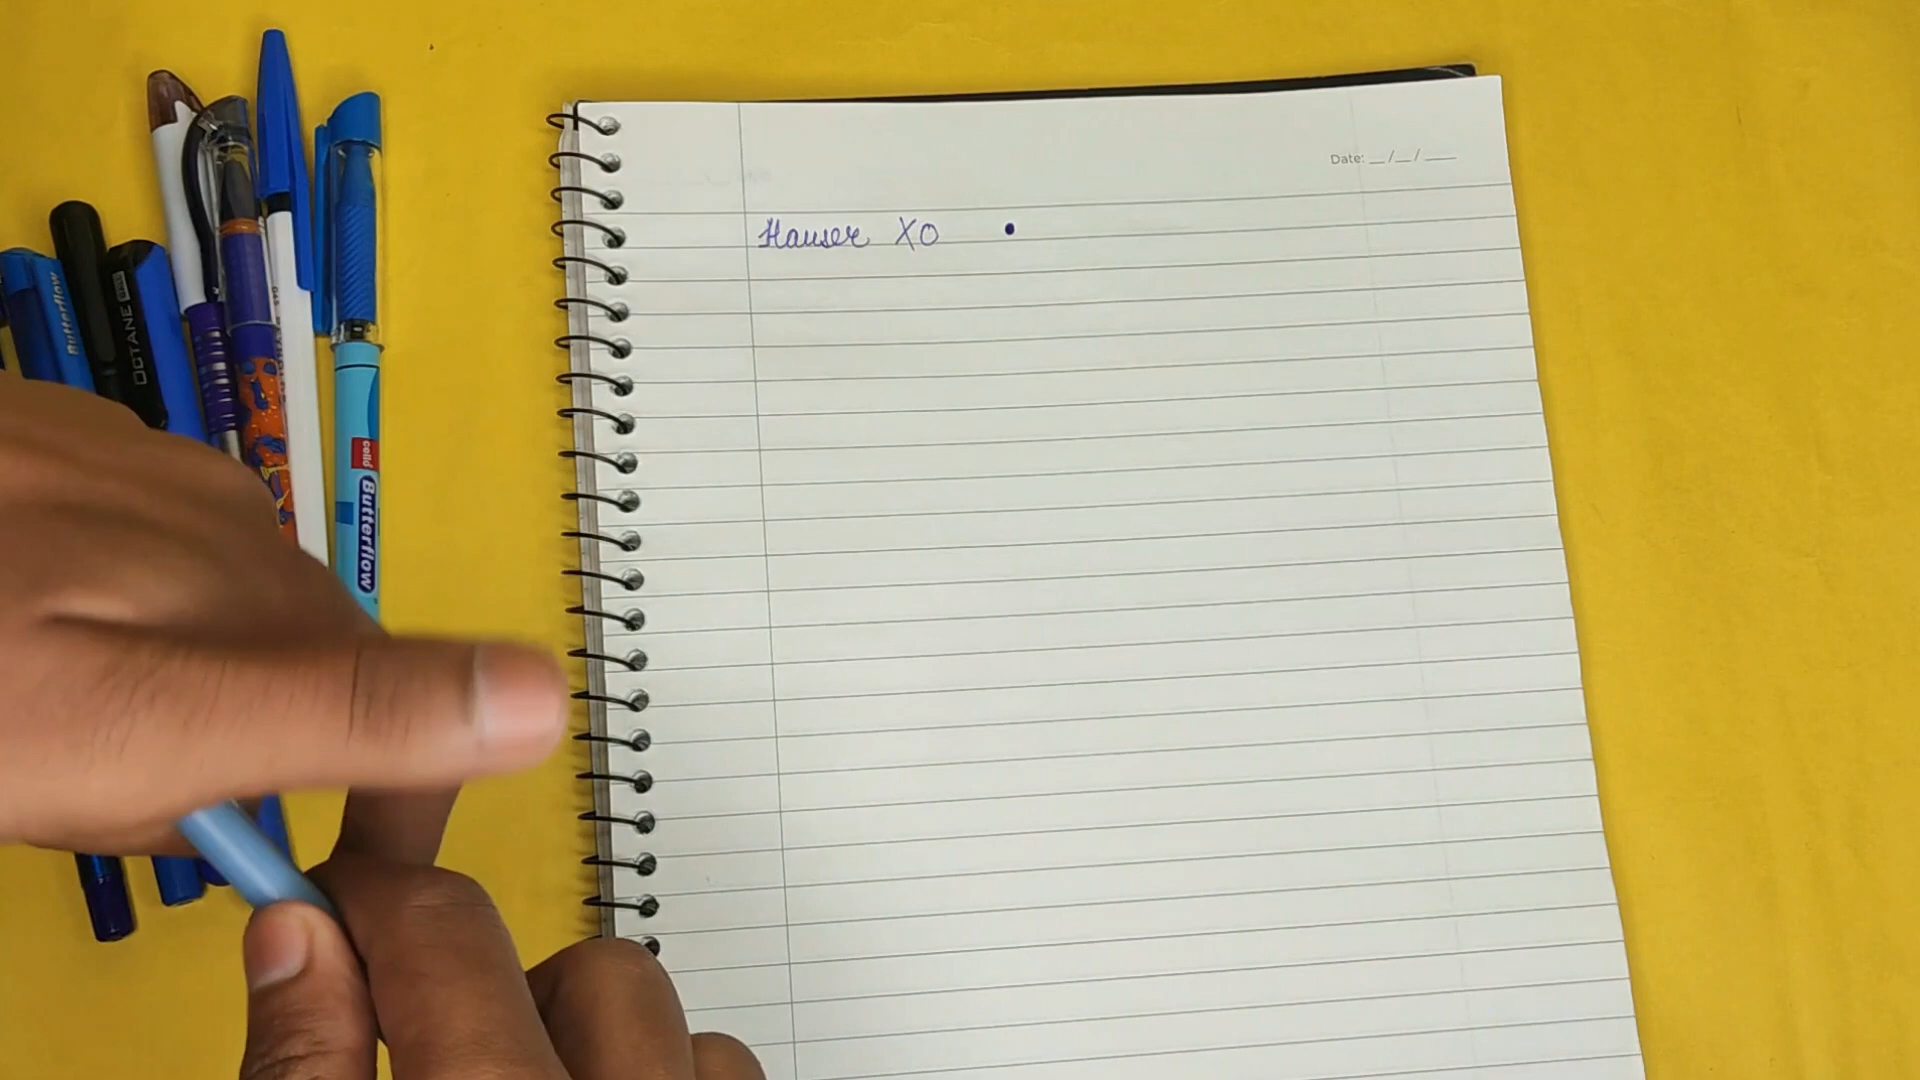 Date: __/__/____
Hauser XO
Butterflow
OCTANE
cello
Butterflow